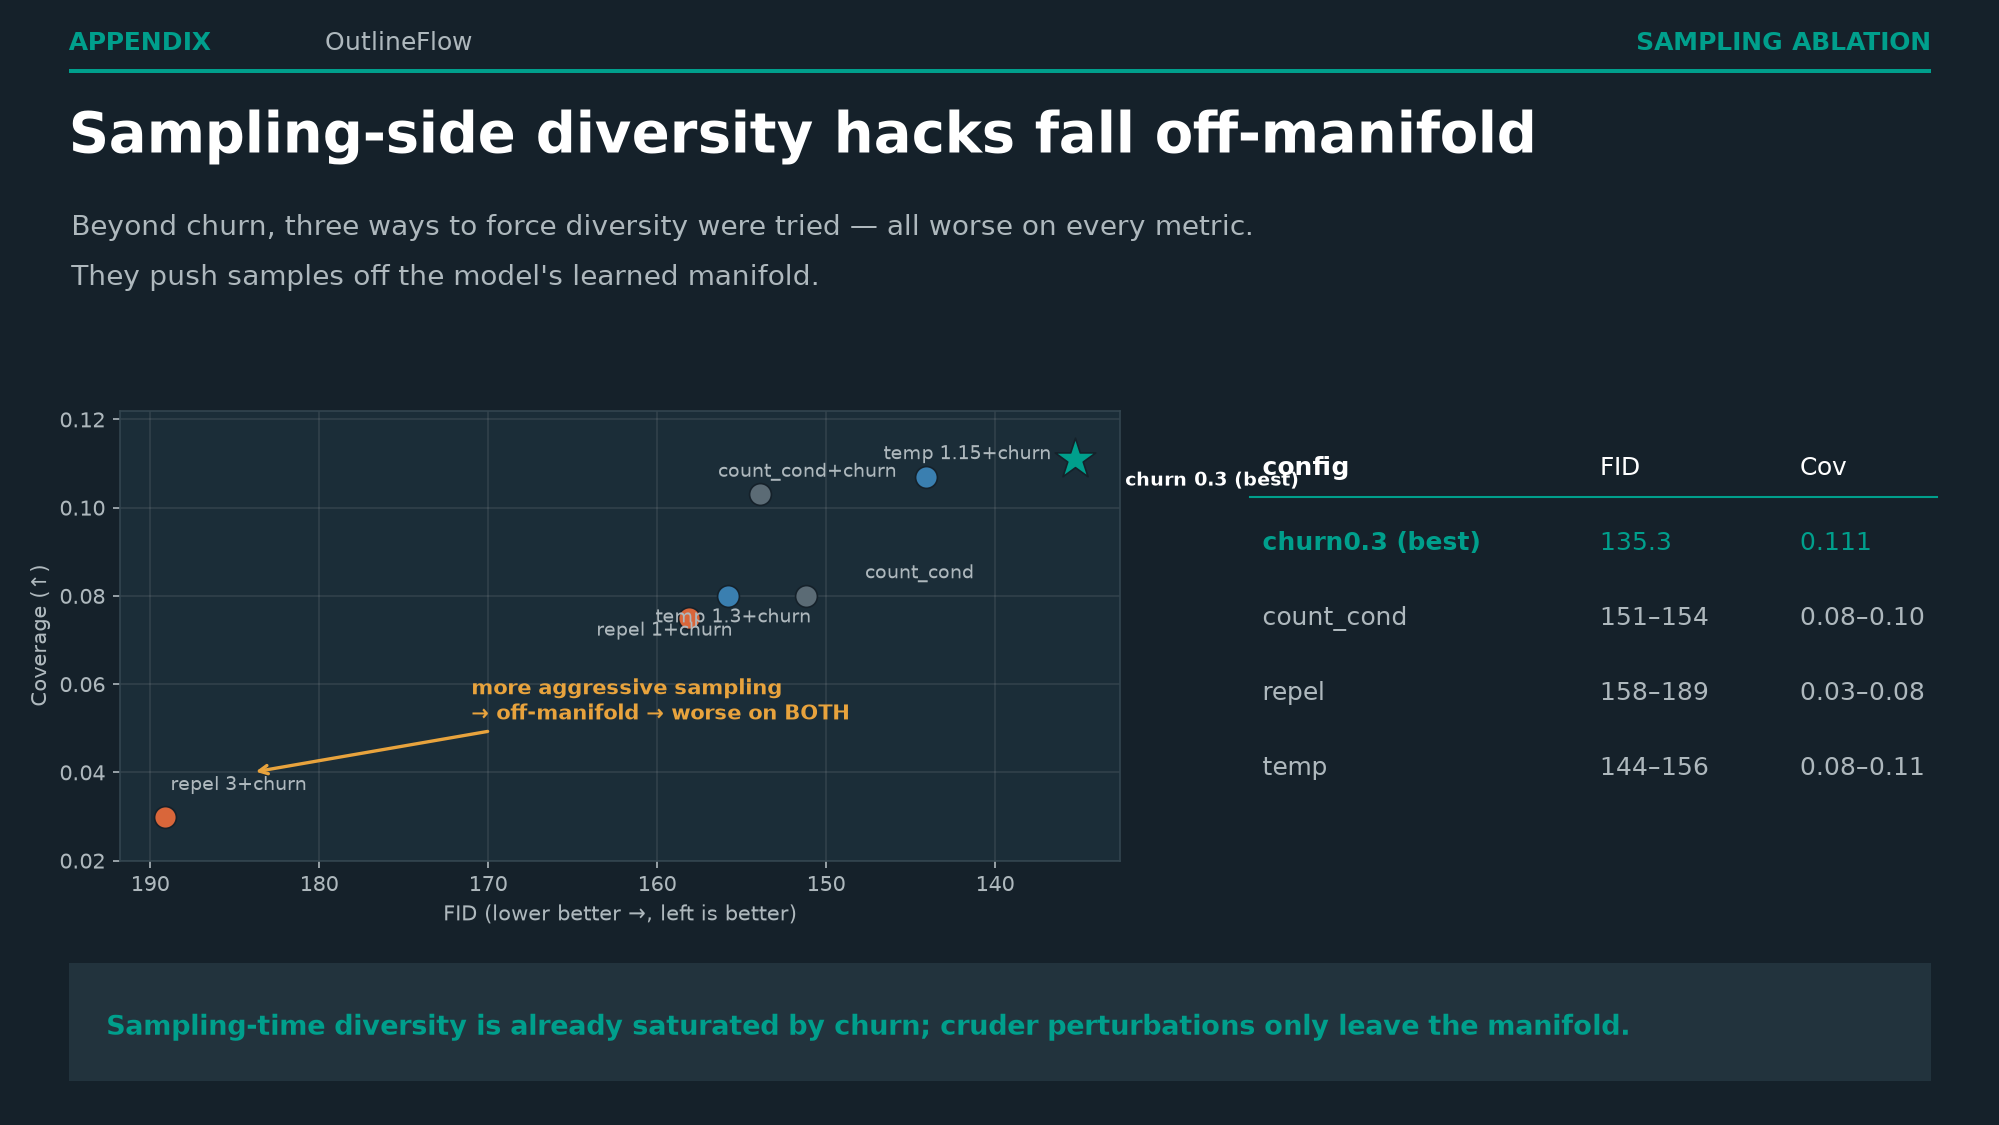 APPENDIX
OutlineFlow
SAMPLING ABLATION
Sampling-side diversity hacks fall off-manifold
Beyond churn, three ways to force diversity were tried — all worse on every metric.
They push samples off the model's learned manifold.
Coverage (↑)
0.12
0.10
0.08
0.06
0.04
0.02
temp 1.15+churn
count_cond+churn
churn 0.3 (best)
count_cond
temp 1.3+churn
repel 1+churn
more aggressive sampling
→ off-manifold → worse on BOTH
repel 3+churn
190 180 170 160 150 140
FID (lower better →, left is better)
config FID Cov
churn0.3 (best) 135.3 0.111
count_cond 151–154 0.08–0.10
repel 158–189 0.03–0.08
temp 144–156 0.08–0.11
Sampling-time diversity is already saturated by churn; cruder perturbations only leave the manifold.